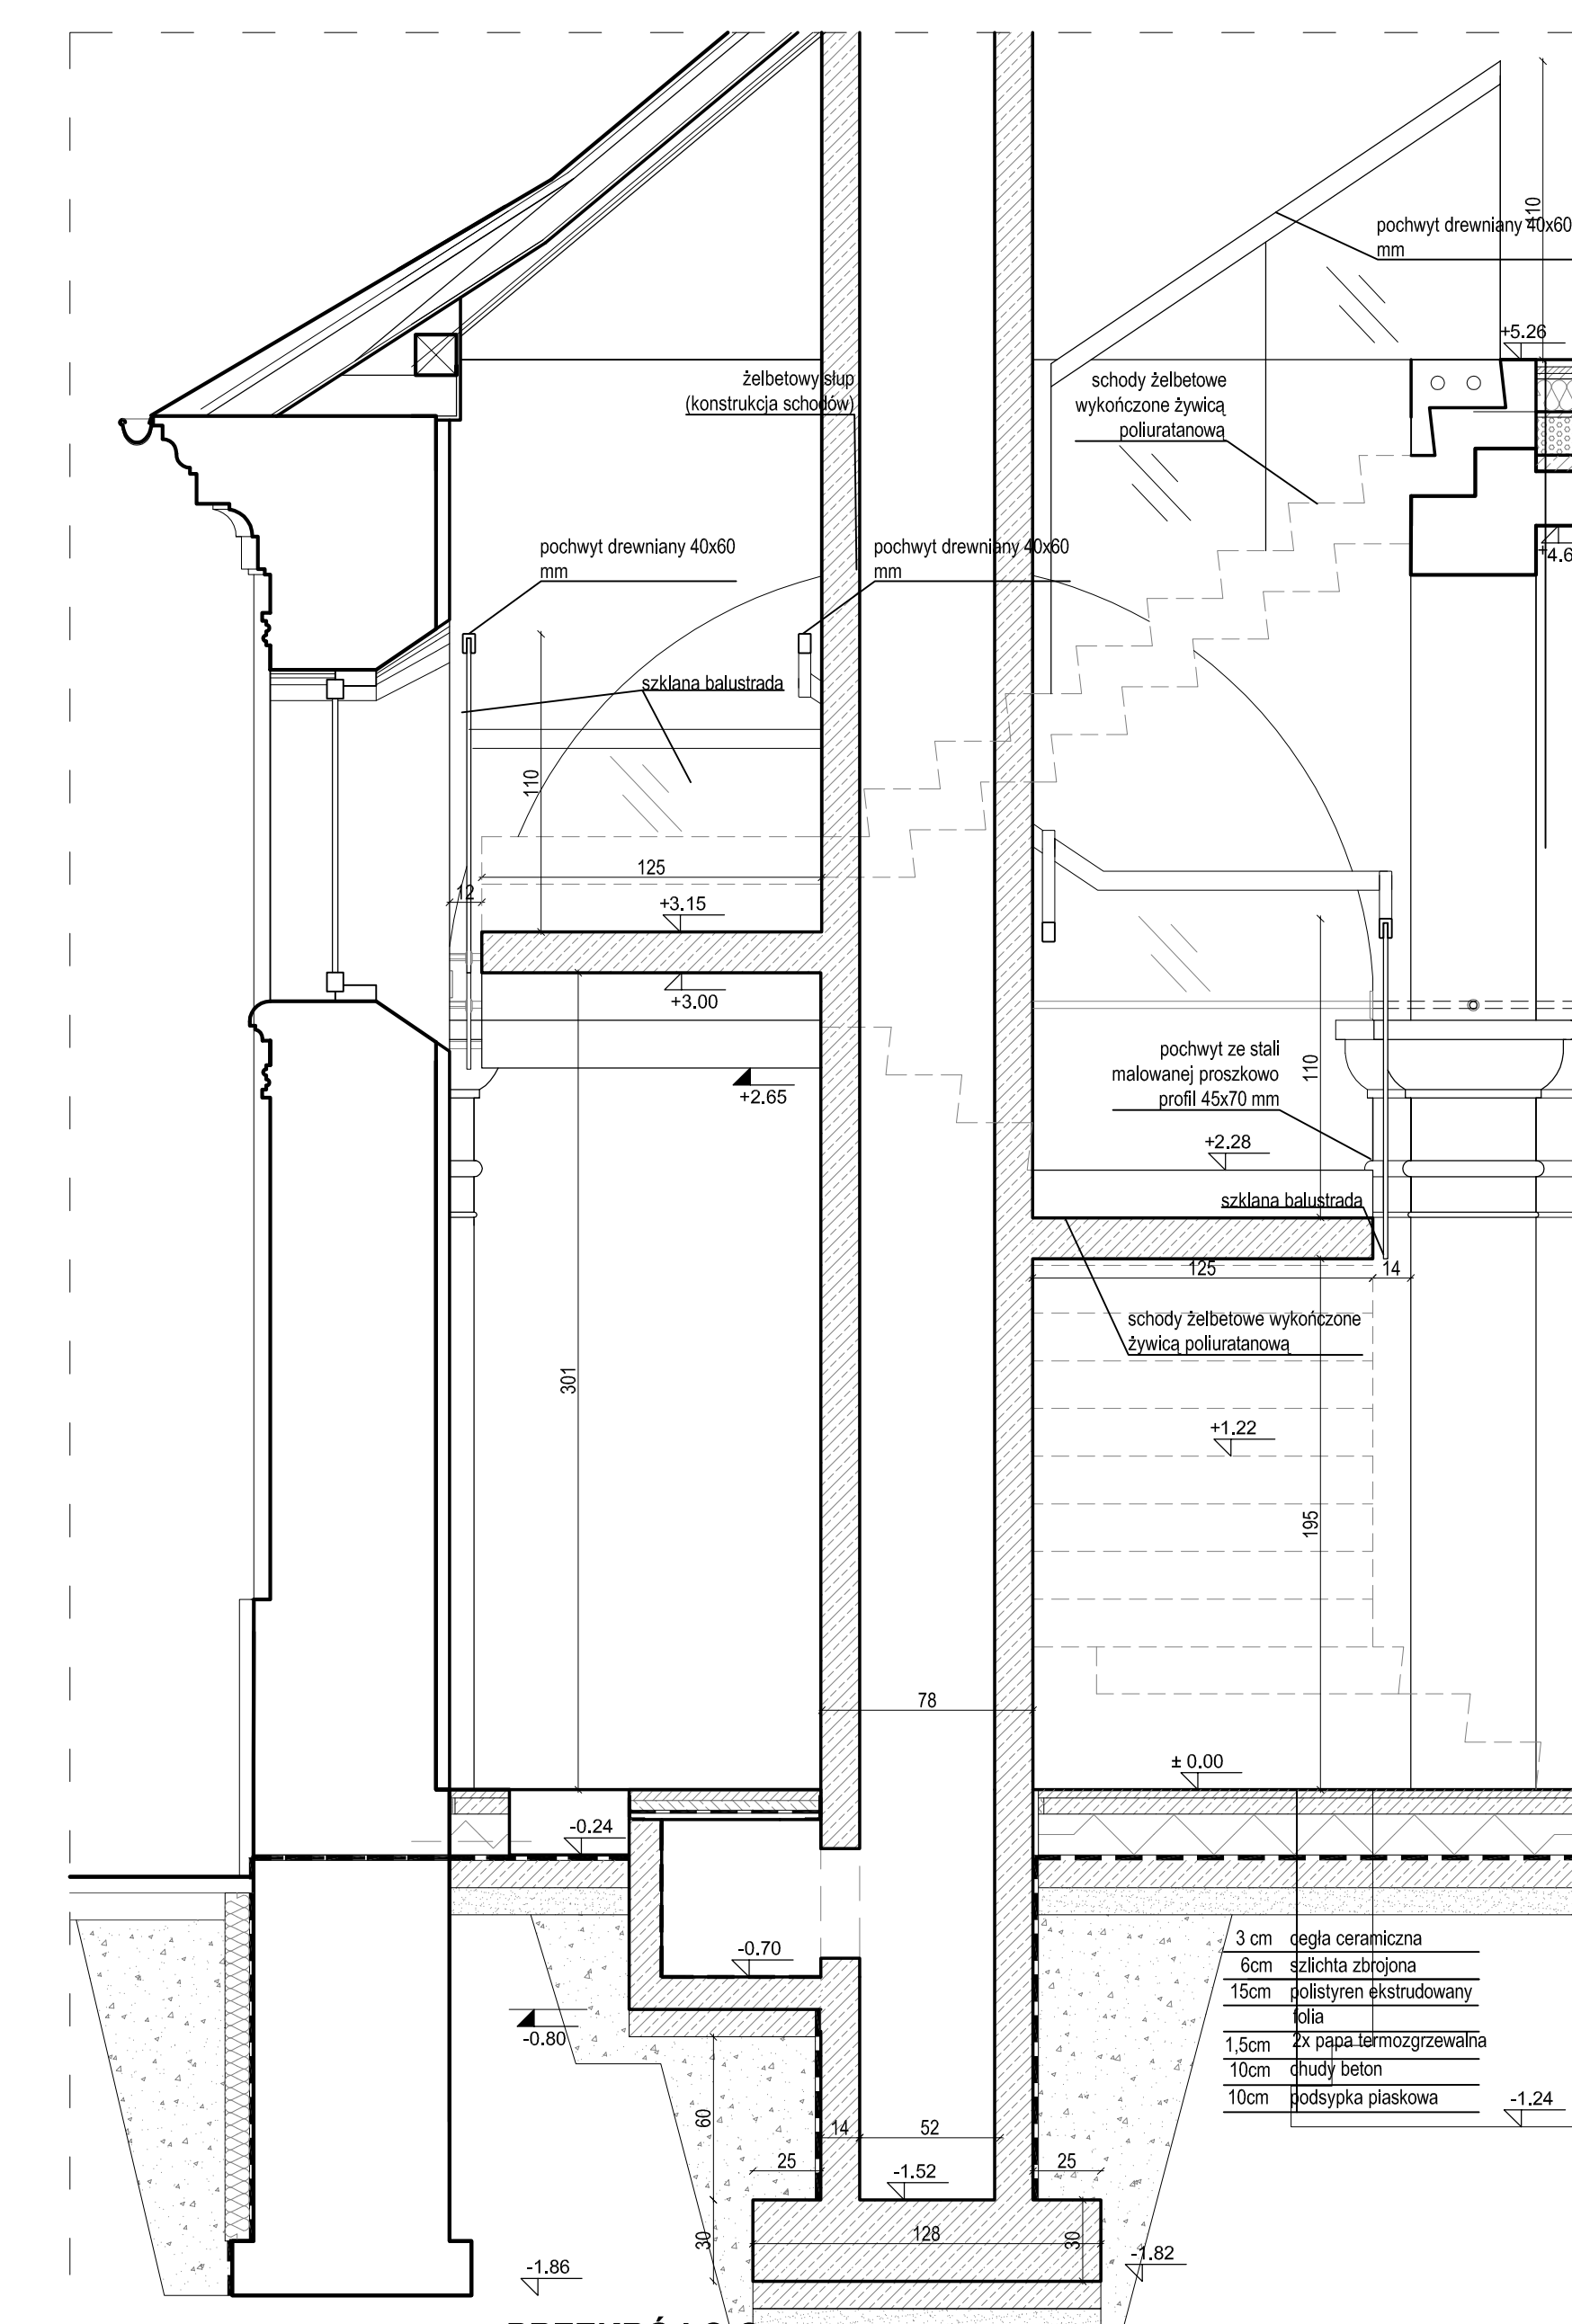 410
pochwyt drewniany 40x60
mm
+5.26
żelbetowy słup
(konstrukcja schodów)
schody żelbetowe
wykończone żywicą
poliuratanową
pochwyt drewniany 40x60
mm
pochwyt drewniany 40x60
mm
szklana balustrada
110
125
12
+3.15
+3.00
+2.65
pochwyt ze stali
malowanej proszkowo
profil 45x70 mm
110
+2.28
szklana balustrada
125
14
schody żelbetowe wykończone
żywicą poliuratanową
301
+1.22
195
78
± 0.00
-0.24
-0.70
-0.80
3 cm cegła ceramiczna
6cm szlichta zbrojona
15cm polistyren ekstrudowany
folia
1,5cm 2x papa termozgrzewalna
10cm chudy beton
10cm podsypka piaskowa
-1.24
60
14
52
25
25
-1.52
30
128
30
-1.86
-1.82